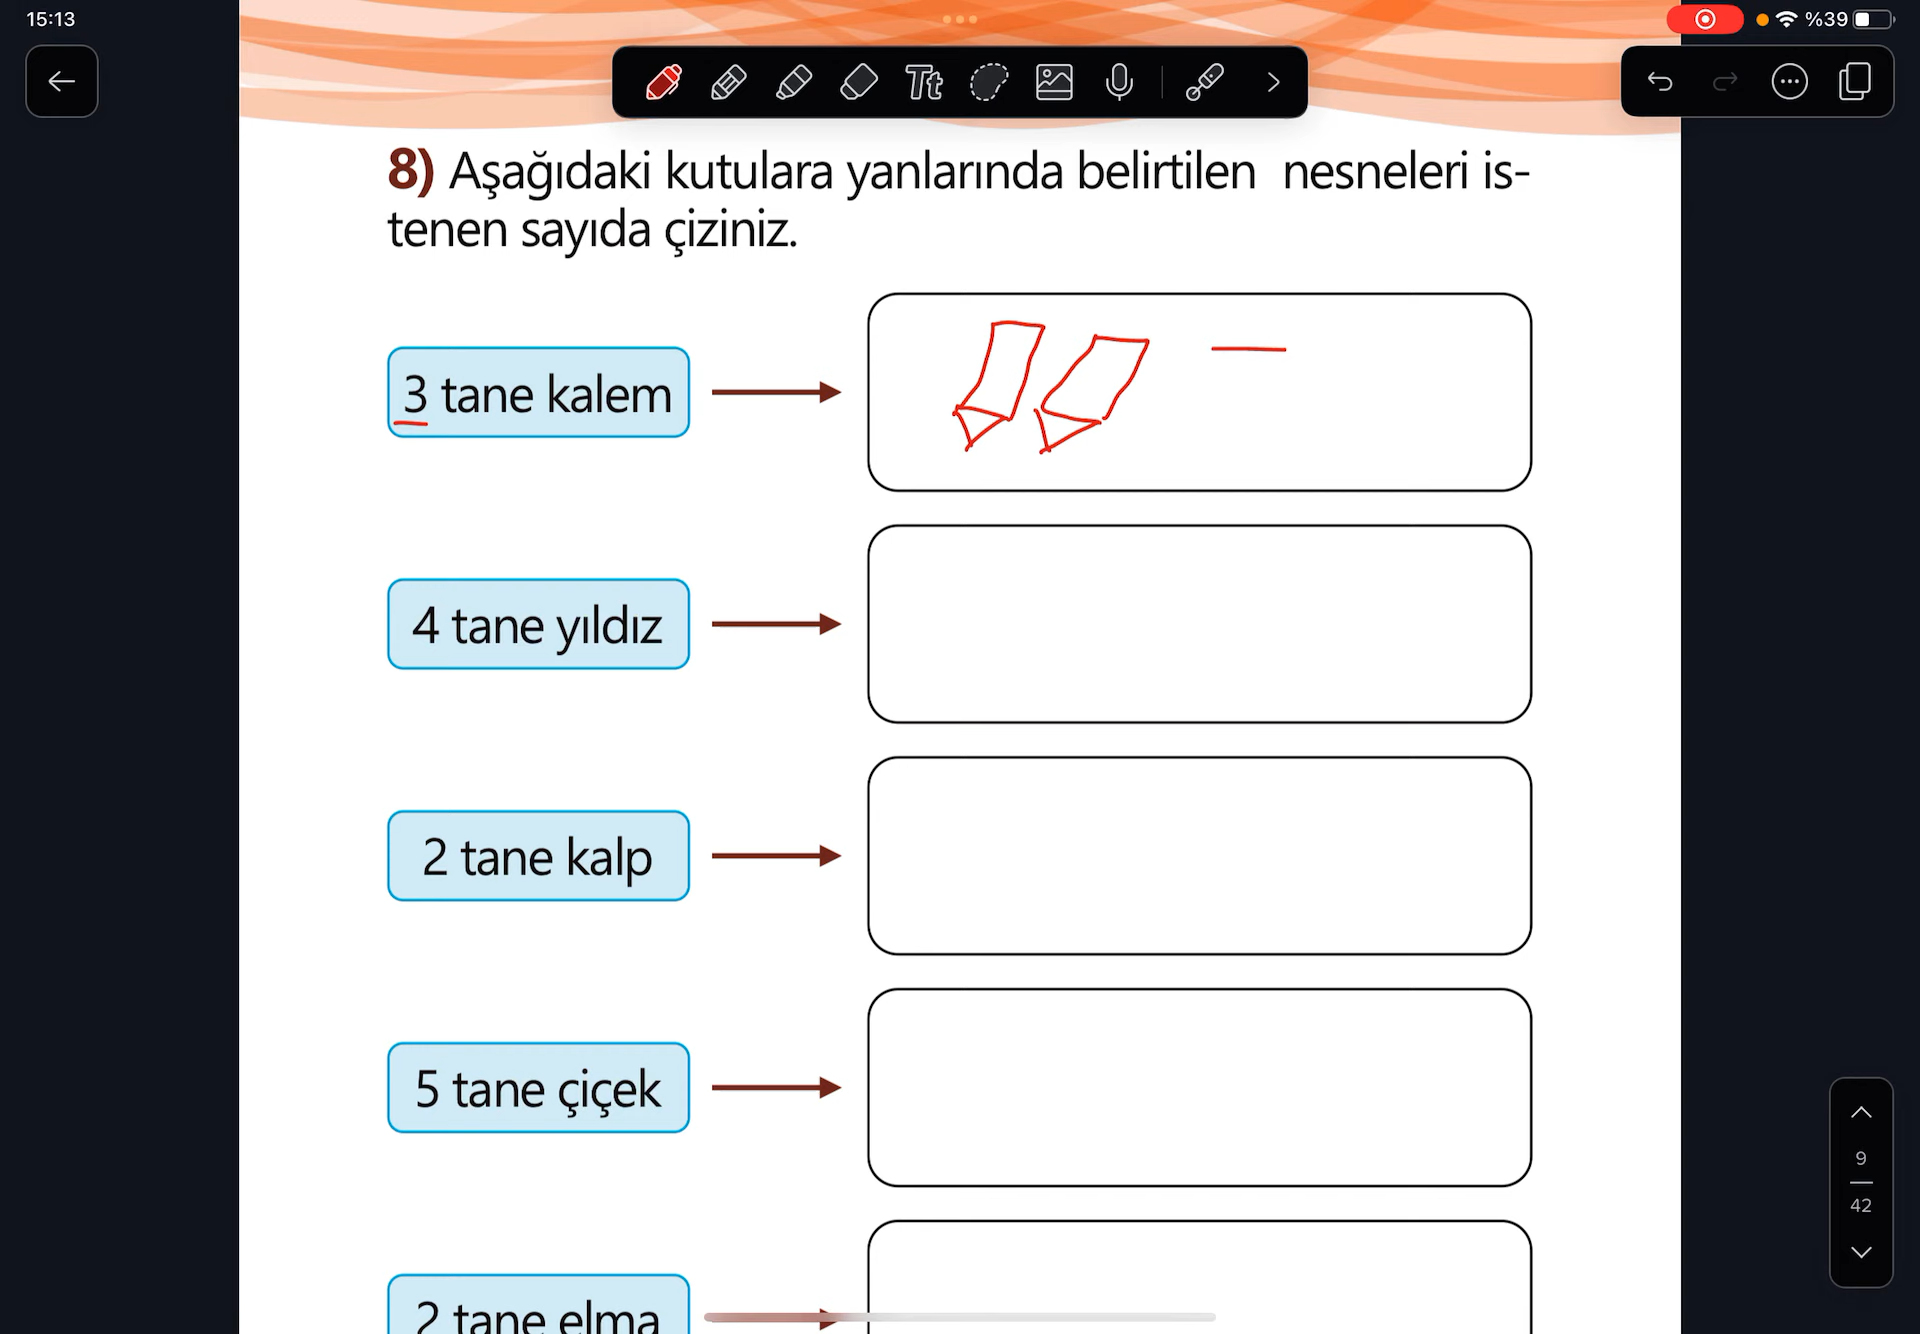 15:13
%39
Tt
8) Aşağıdaki kutulara yanlarında belirtilen nesneleri is-
tenen sayıda çiziniz.
3 tane kalem
4 tane yıldız
2 tane kalp
5 tane çiçek
2 tane elma
9
42